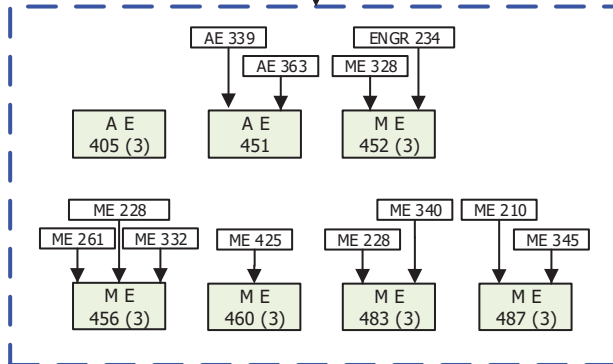 AE 339
ENGR 234
AE 363
ME 328
A E
405 (3)
A E
451
M E
452 (3)
ME 228
ME 340
ME 210
ME 261
ME 332
ME 425
ME 228
ME 345
M E
456 (3)
M E
460 (3)
M E
483 (3)
M E
487 (3)